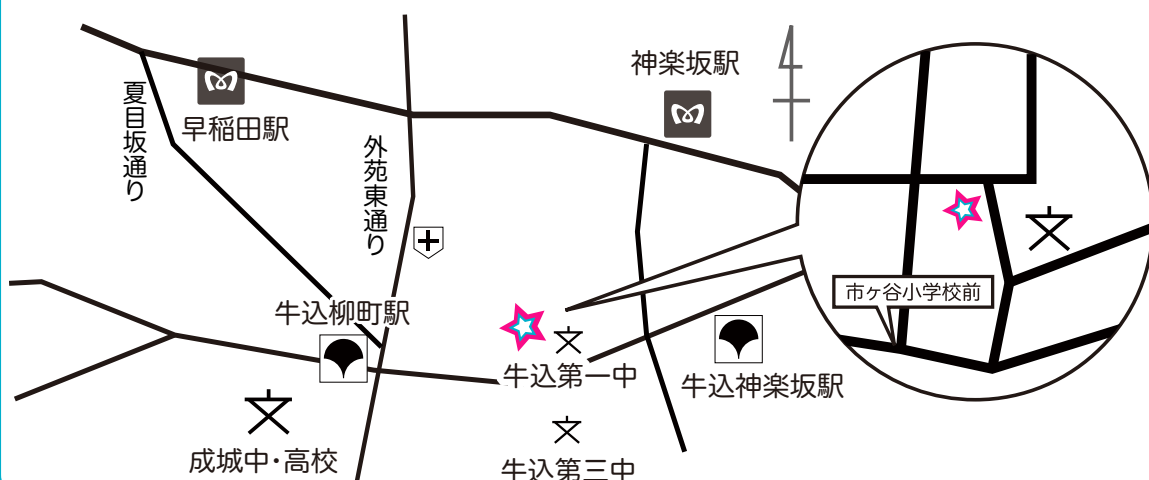 神楽坂駅
早稲田駅
夏目坂通り
外苑東通り
牛込柳町駅
市ヶ谷小学校前
牛込第一中
牛込神楽坂駅
成城中・高校
牛込第三中